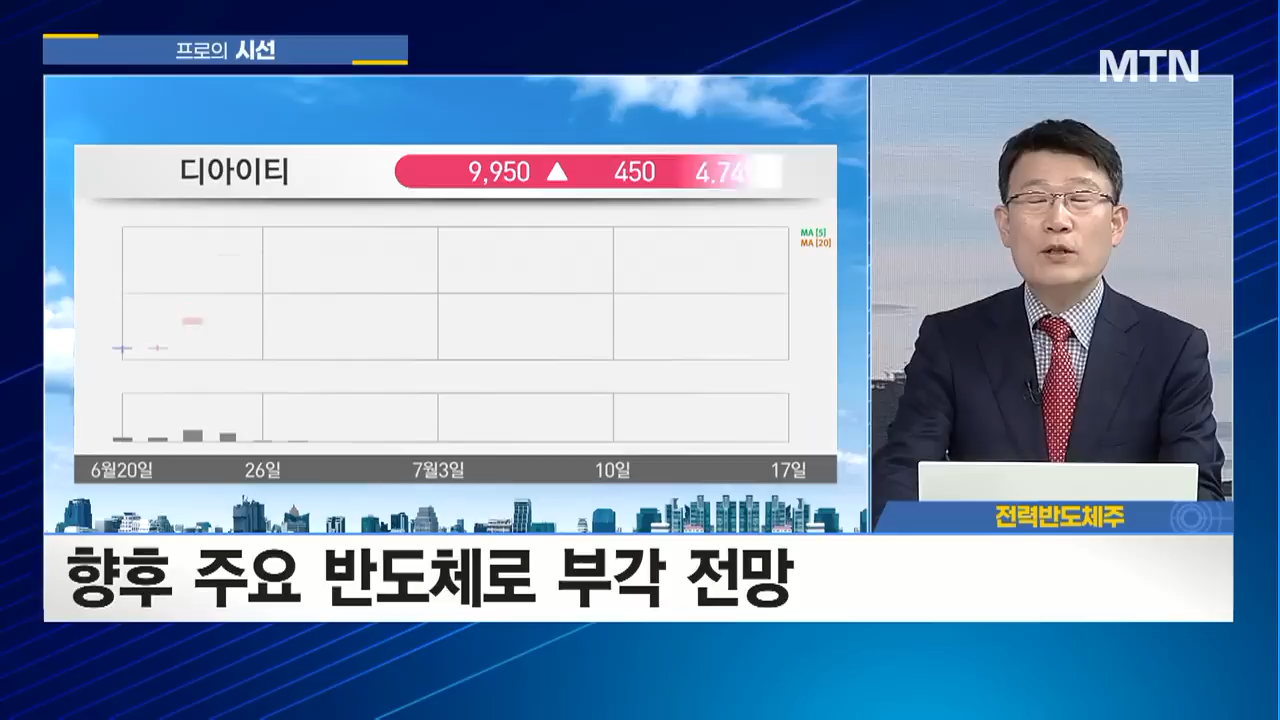 프로의 시선
MTN
디아이티
9,950 ▲ 450 4.74%
MA [5]
MA [20]
6월20일 26일 7월3일 10일 17일
전력반도체주
향후 주요 반도체로 부각 전망